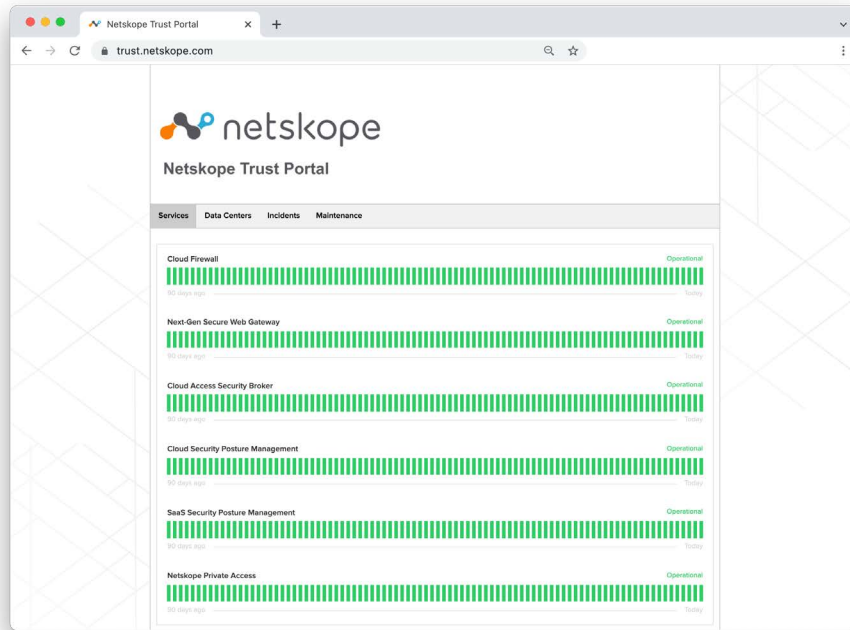 Netskope Trust Portal
trust.netskope.com
netskope
Netskope Trust Portal
Services Data Centers Incidents Maintenance
Cloud Firewall Operational
90 days ago Today
Next-Gen Secure Web Gateway Operational
90 days ago Today
Cloud Access Security Broker Operational
90 days ago Today
Cloud Security Posture Management Operational
90 days ago Today
SaaS Security Posture Management Operational
90 days ago Today
Netskope Private Access Operational
90 days ago Today